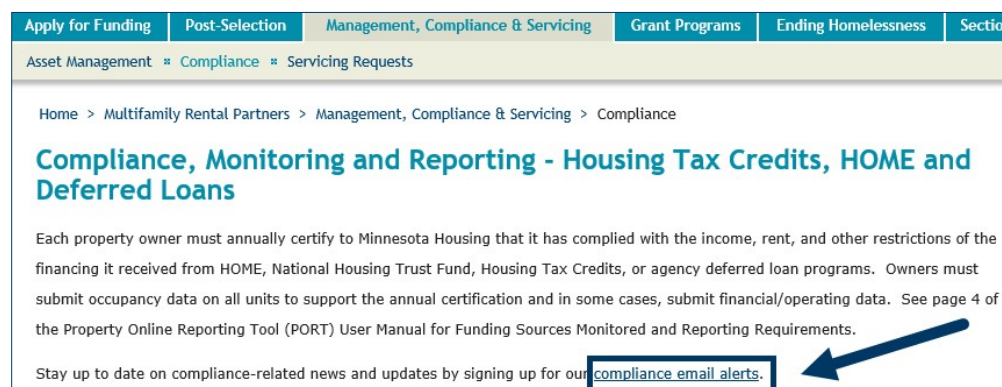 Apply for Funding Post-Selection Management, Compliance & Servicing Grant Programs Ending Homelessness
Asset Management Compliance Servicing Requests
Home > Multifamily Rental Partners > Management, Compliance & Servicing > Compliance
Compliance, Monitoring and Reporting - Housing Tax Credits, HOME and
Deferred Loans
Each property owner must annually certify to Minnesota Housing that it has complied with the income, rent, and other restrictions of the
financing it received from HOME, National Housing Trust Fund, Housing Tax Credits, or agency deferred loan programs. Owners must
submit occupancy data on all units to support the annual certification and in some cases, submit financial/operating data. See page 4 of
the Property Online Reporting Tool (PORT) User Manual for Funding Sources Monitored and Reporting Requirements.
Stay up to date on compliance-related news and updates by signing up for our compliance email alerts.